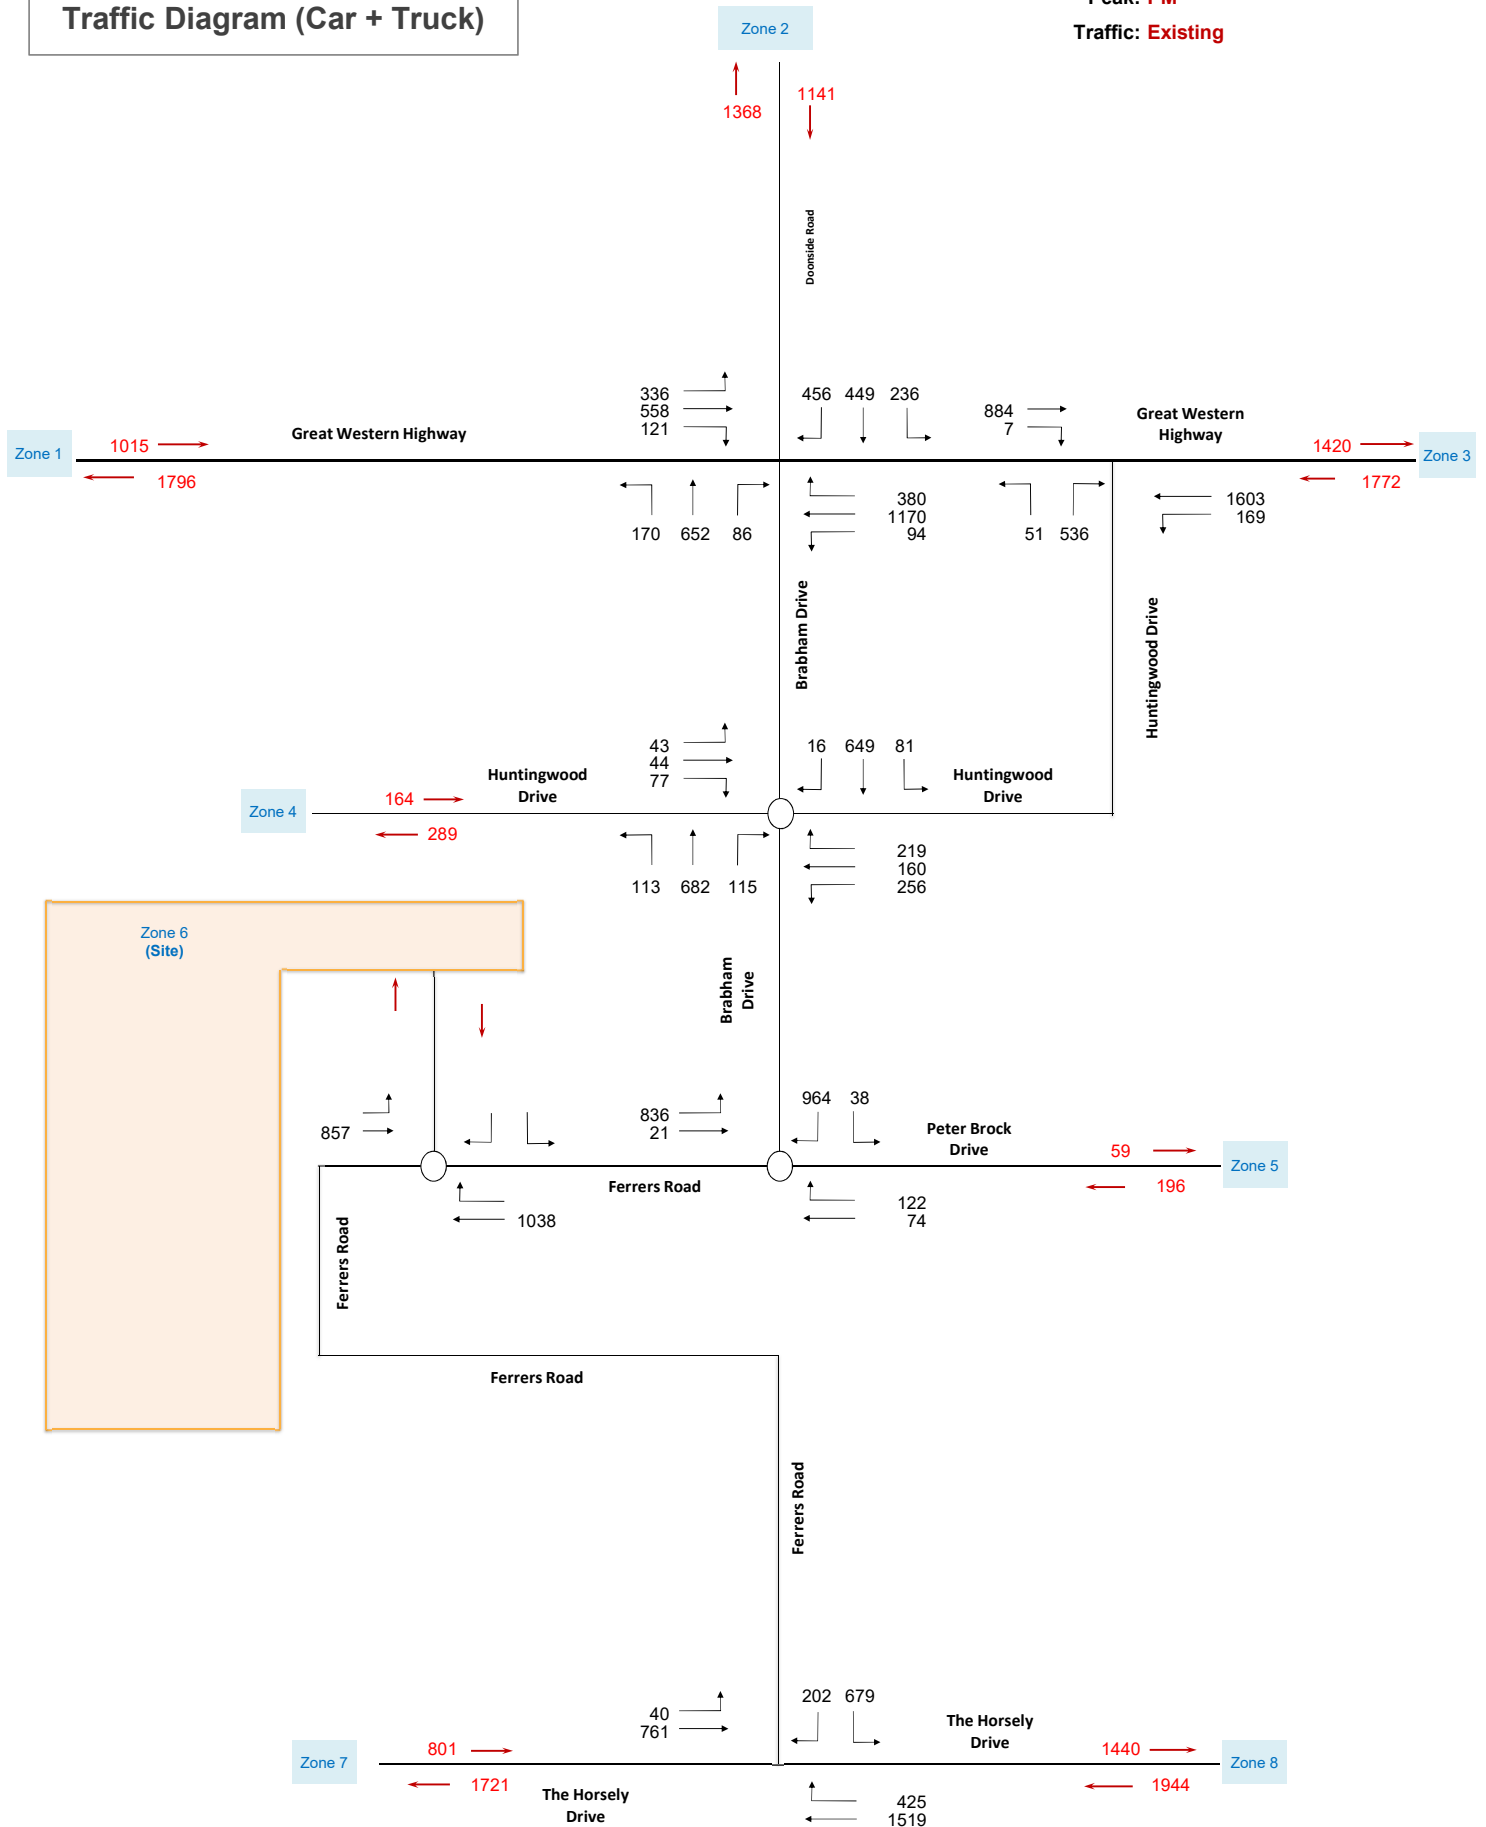 Traffic Diagram (Car + Truck)
Traffic: Existing
Zone 2
1368
1141
Doonside Road
336
558
121
456 449 236
884
7
Great Western
Highway
Great Western Highway
Zone 1
1015
1796
1420
1772
Zone 3
170 652 86
380
1170
94
51 536
1603
169
Brabham Drive
Huntingwood Drive
43
44
77
16 649 81
Huntingwood
Drive
Huntingwood
Drive
Zone 4
164
289
113 682 115
219
160
256
Zone 6
(Site)
Brabham
Drive
857
836
21
964 38
Peter Brock
Drive
59
196
Zone 5
Ferrers Road
1038
122
74
Ferrers Road
Ferrers Road
Ferrers Road
40
761
202 679
The Horsely
Drive
Zone 7
801
1721
1440
1944
Zone 8
The Horsely
Drive
425
1519